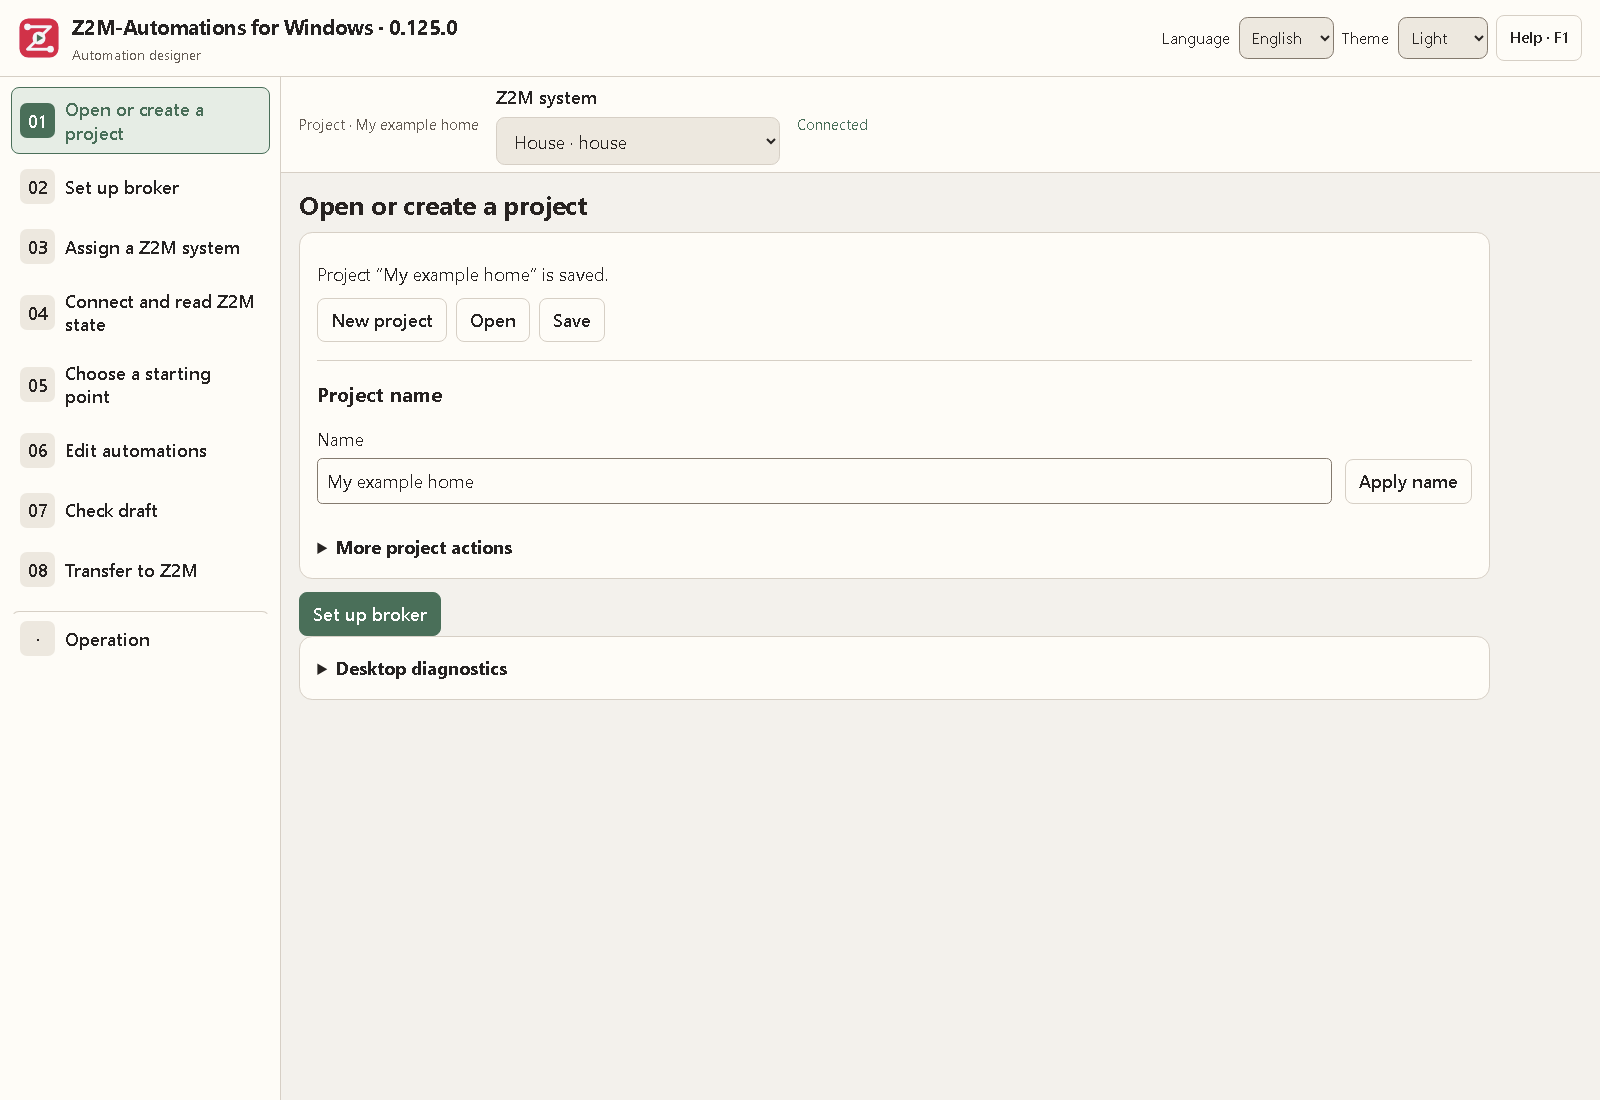 Z2M-Automations for Windows · 0.125.0
Automation designer
Language
English
Theme
Light
Help · F1
01
Open or create a
project
02
Set up broker
03
Assign a Z2M system
04
Connect and read Z2M
state
05
Choose a starting
point
06
Edit automations
07
Check draft
08
Transfer to Z2M
·
Operation
Project · My example home
Z2M system
House · house
Connected
Open or create a project
Project “My example home” is saved.
New project
Open
Save
Project name
Name
My example home
Apply name
More project actions
Set up broker
Desktop diagnostics